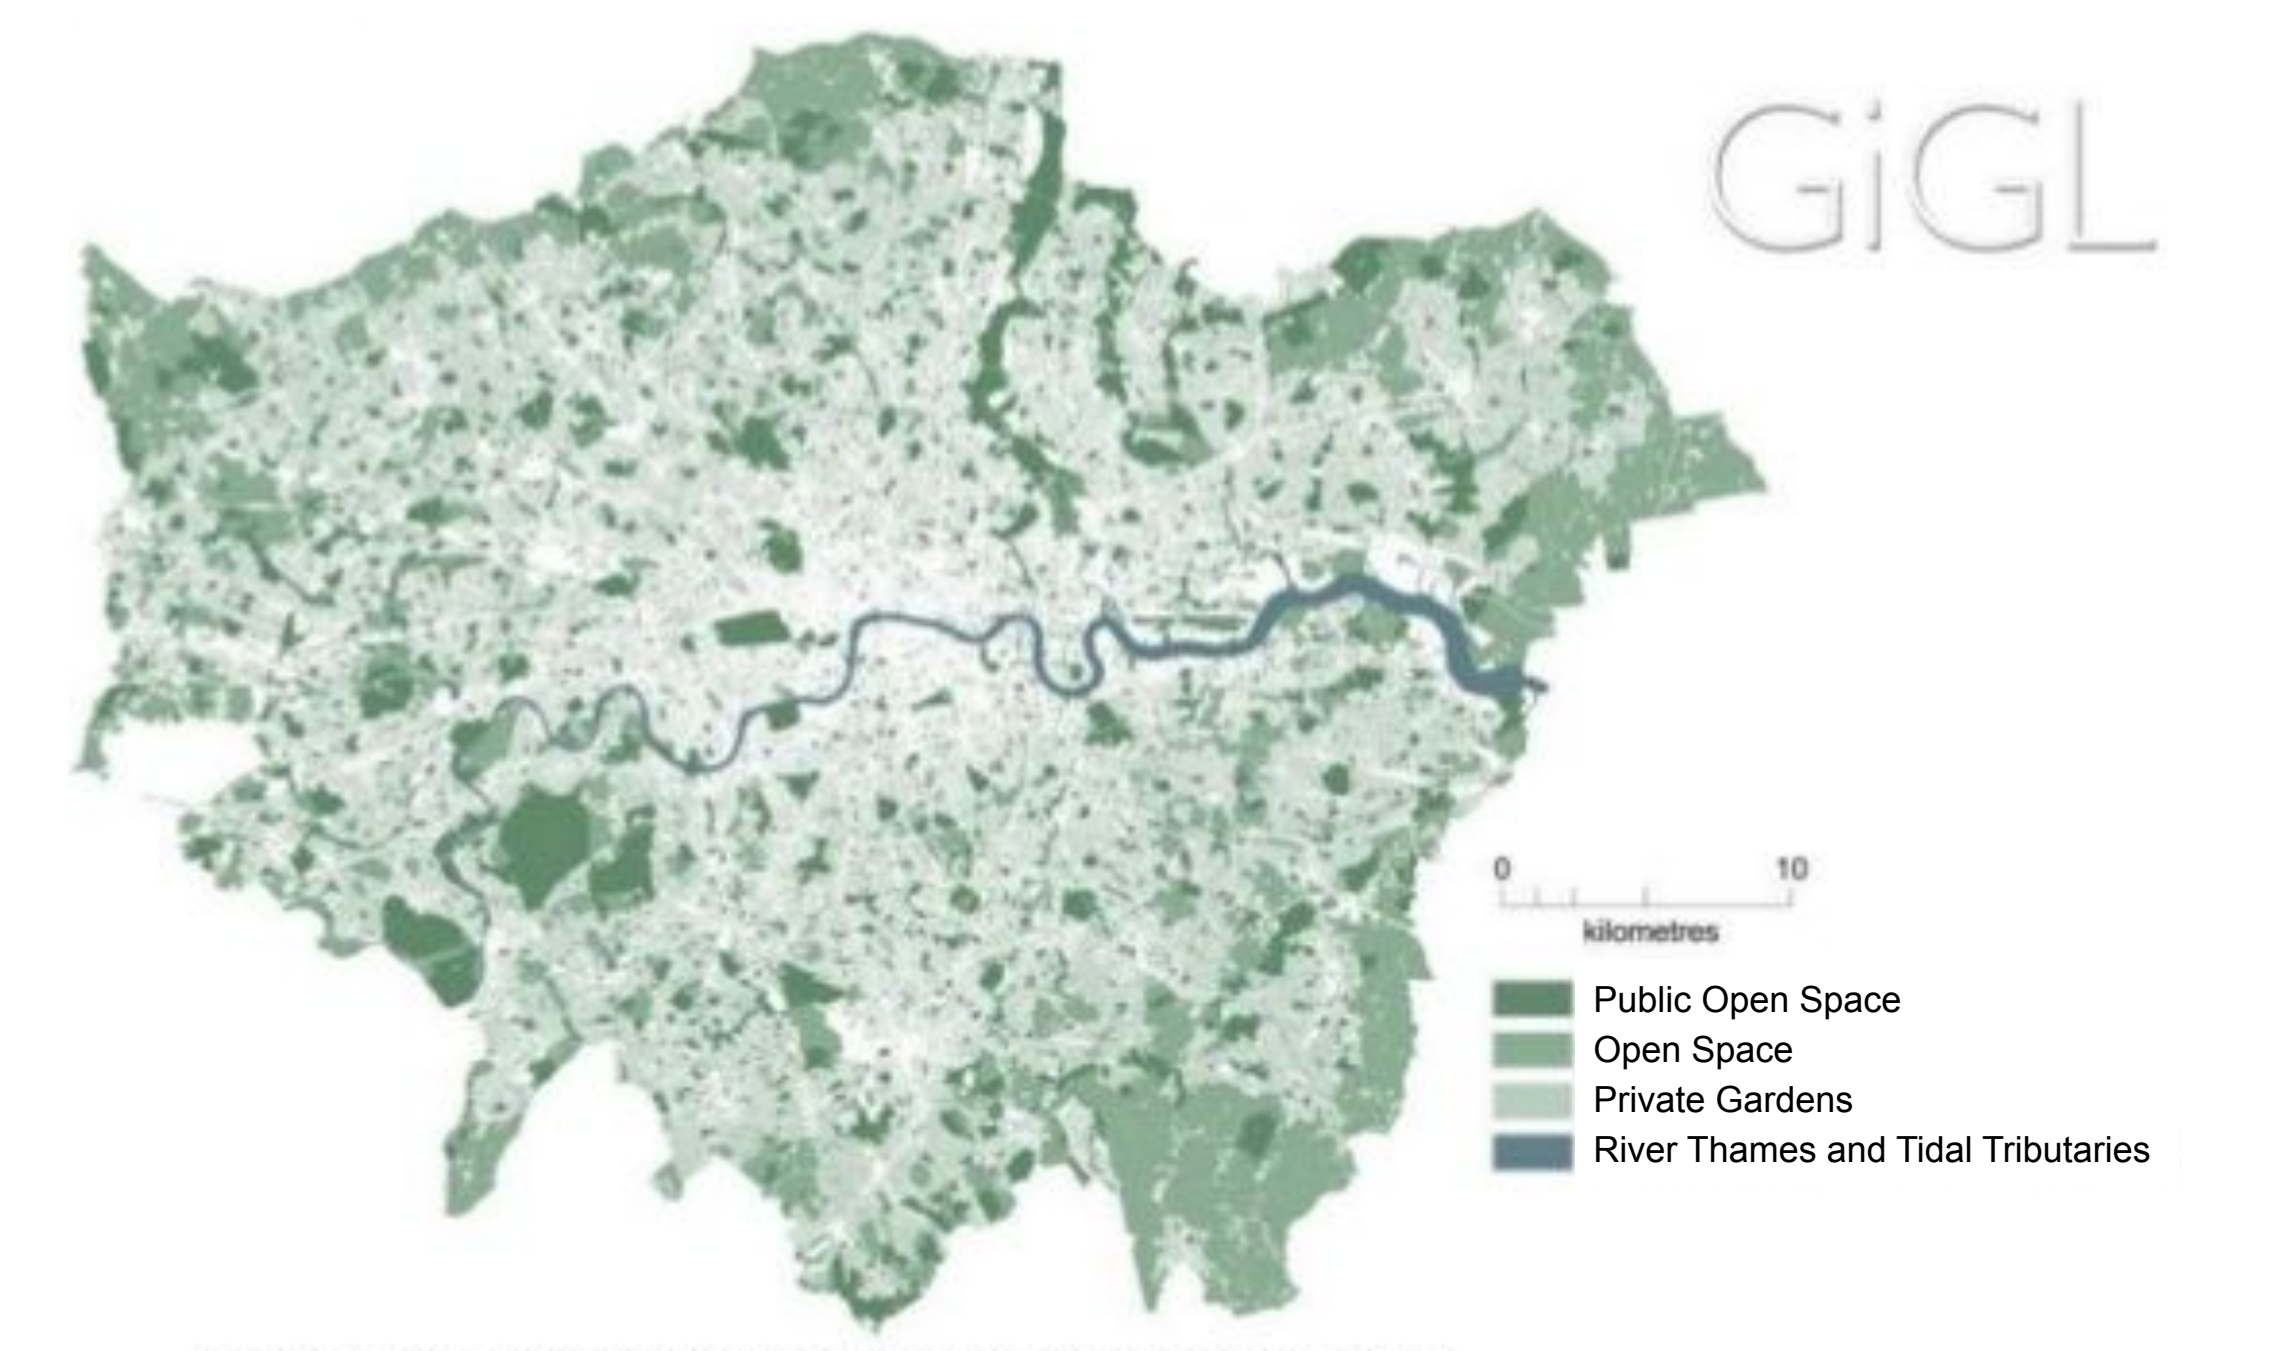 GiGL
0 10
kilometres
Public Open Space
Open Space
Private Gardens
River Thames and Tidal Tributaries